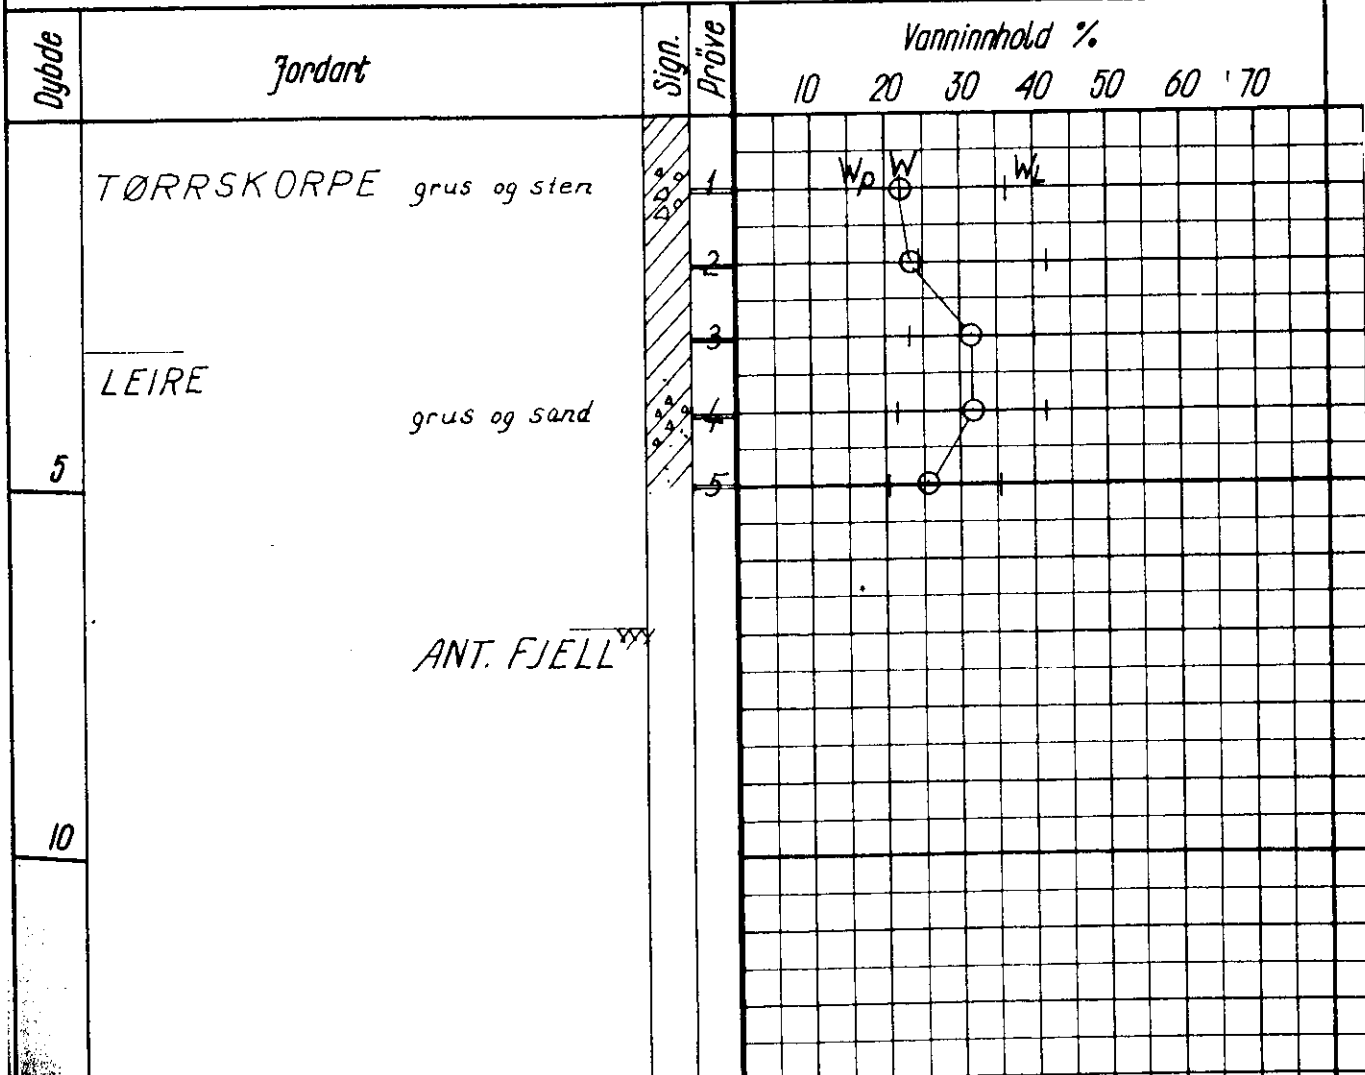 Dybde Jordart Sign. Pröve Vanninnhold %
10 20 30 40 50 60 70
TØRRSKORPE grus og sten 1 Wp W WL
2
3
LEIRE
grus og sand 4
5 5
ANT. FJELL
10